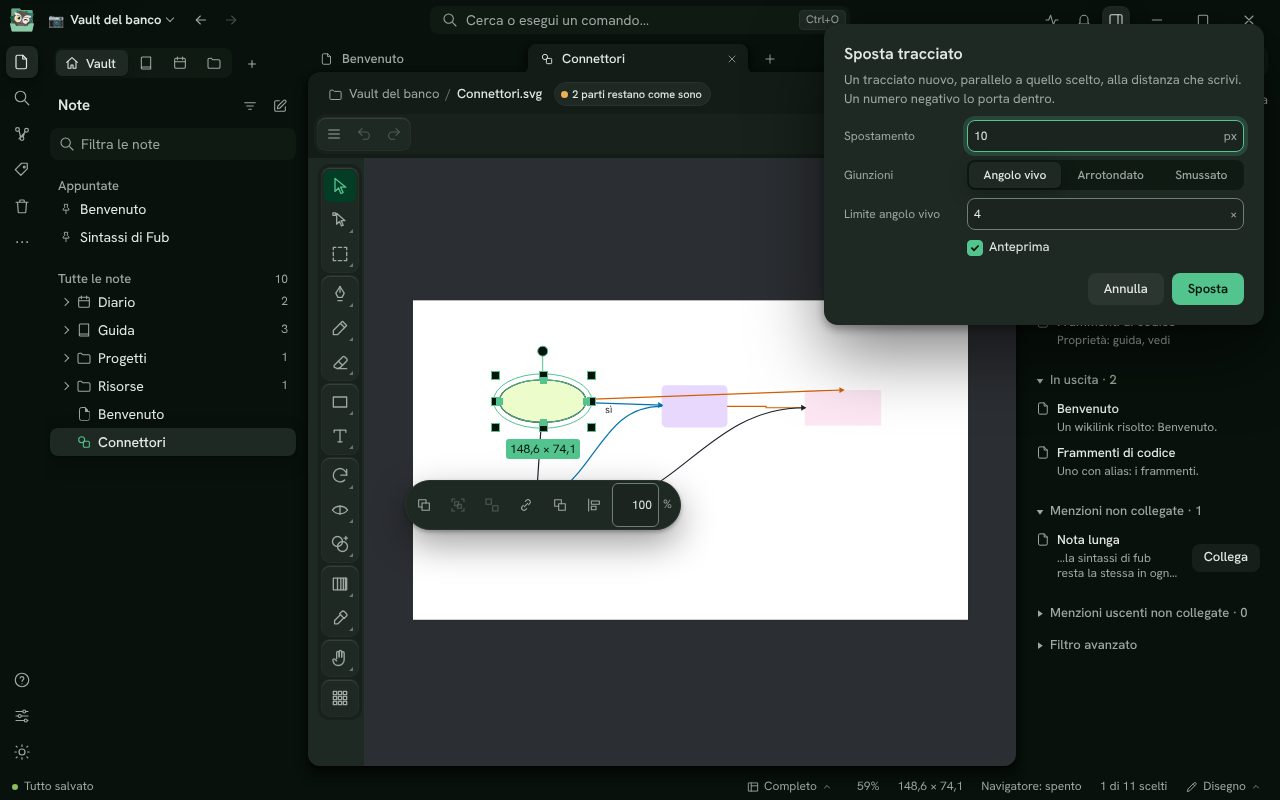 Vault del banco
Cerca o esegui un comando...
Ctrl+O
Vault
Benvenuto
Connettori
Note
Filtra le note
Appuntate
Benvenuto
Sintassi di Fub
Tutte le note 10
Diario 2
Guida 3
Progetti 1
Risorse 1
Benvenuto
Connettori
Vault del banco / Connettori.svg
2 parti restano come sono
sì
148,6 × 74,1
100 %
Sposta tracciato
Un tracciato nuovo, parallelo a quello scelto, alla distanza che scrivi.
Un numero negativo lo porta dentro.
Spostamento 10 px
Giunzioni Angolo vivo Arrotondato Smussato
Limite angolo vivo 4 ×
Anteprima
Annulla Sposta
Proprietà: guida, vedi
In uscita · 2
Benvenuto
Un wikilink risolto: Benvenuto.
Frammenti di codice
Uno con alias: i frammenti.
Menzioni non collegate · 1
Nota lunga
...la sintassi di fub
resta la stessa in ogn...
Collega
Menzioni uscenti non collegate · 0
Filtro avanzato
Tutto salvato
Completo
59%
148,6 × 74,1
Navigatore: spento
1 di 11 scelti
Disegno